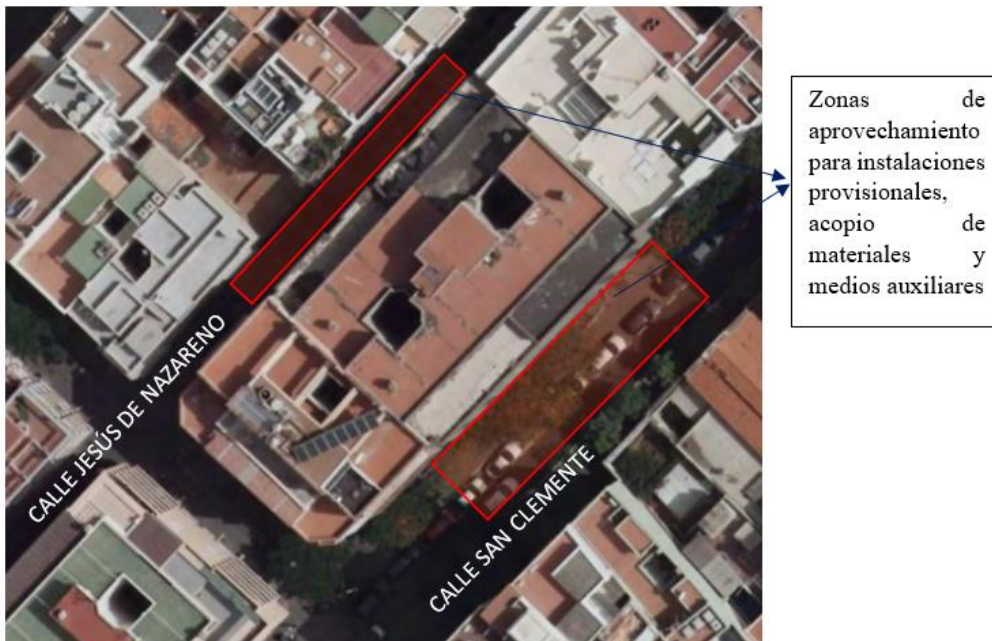 Zonas de
aprovechamiento
para instalaciones
provisionales,
acopio de
materiales y
medios auxiliares
CALLE JESÚS DE NAZARENO
CALLE SAN CLEMENTE